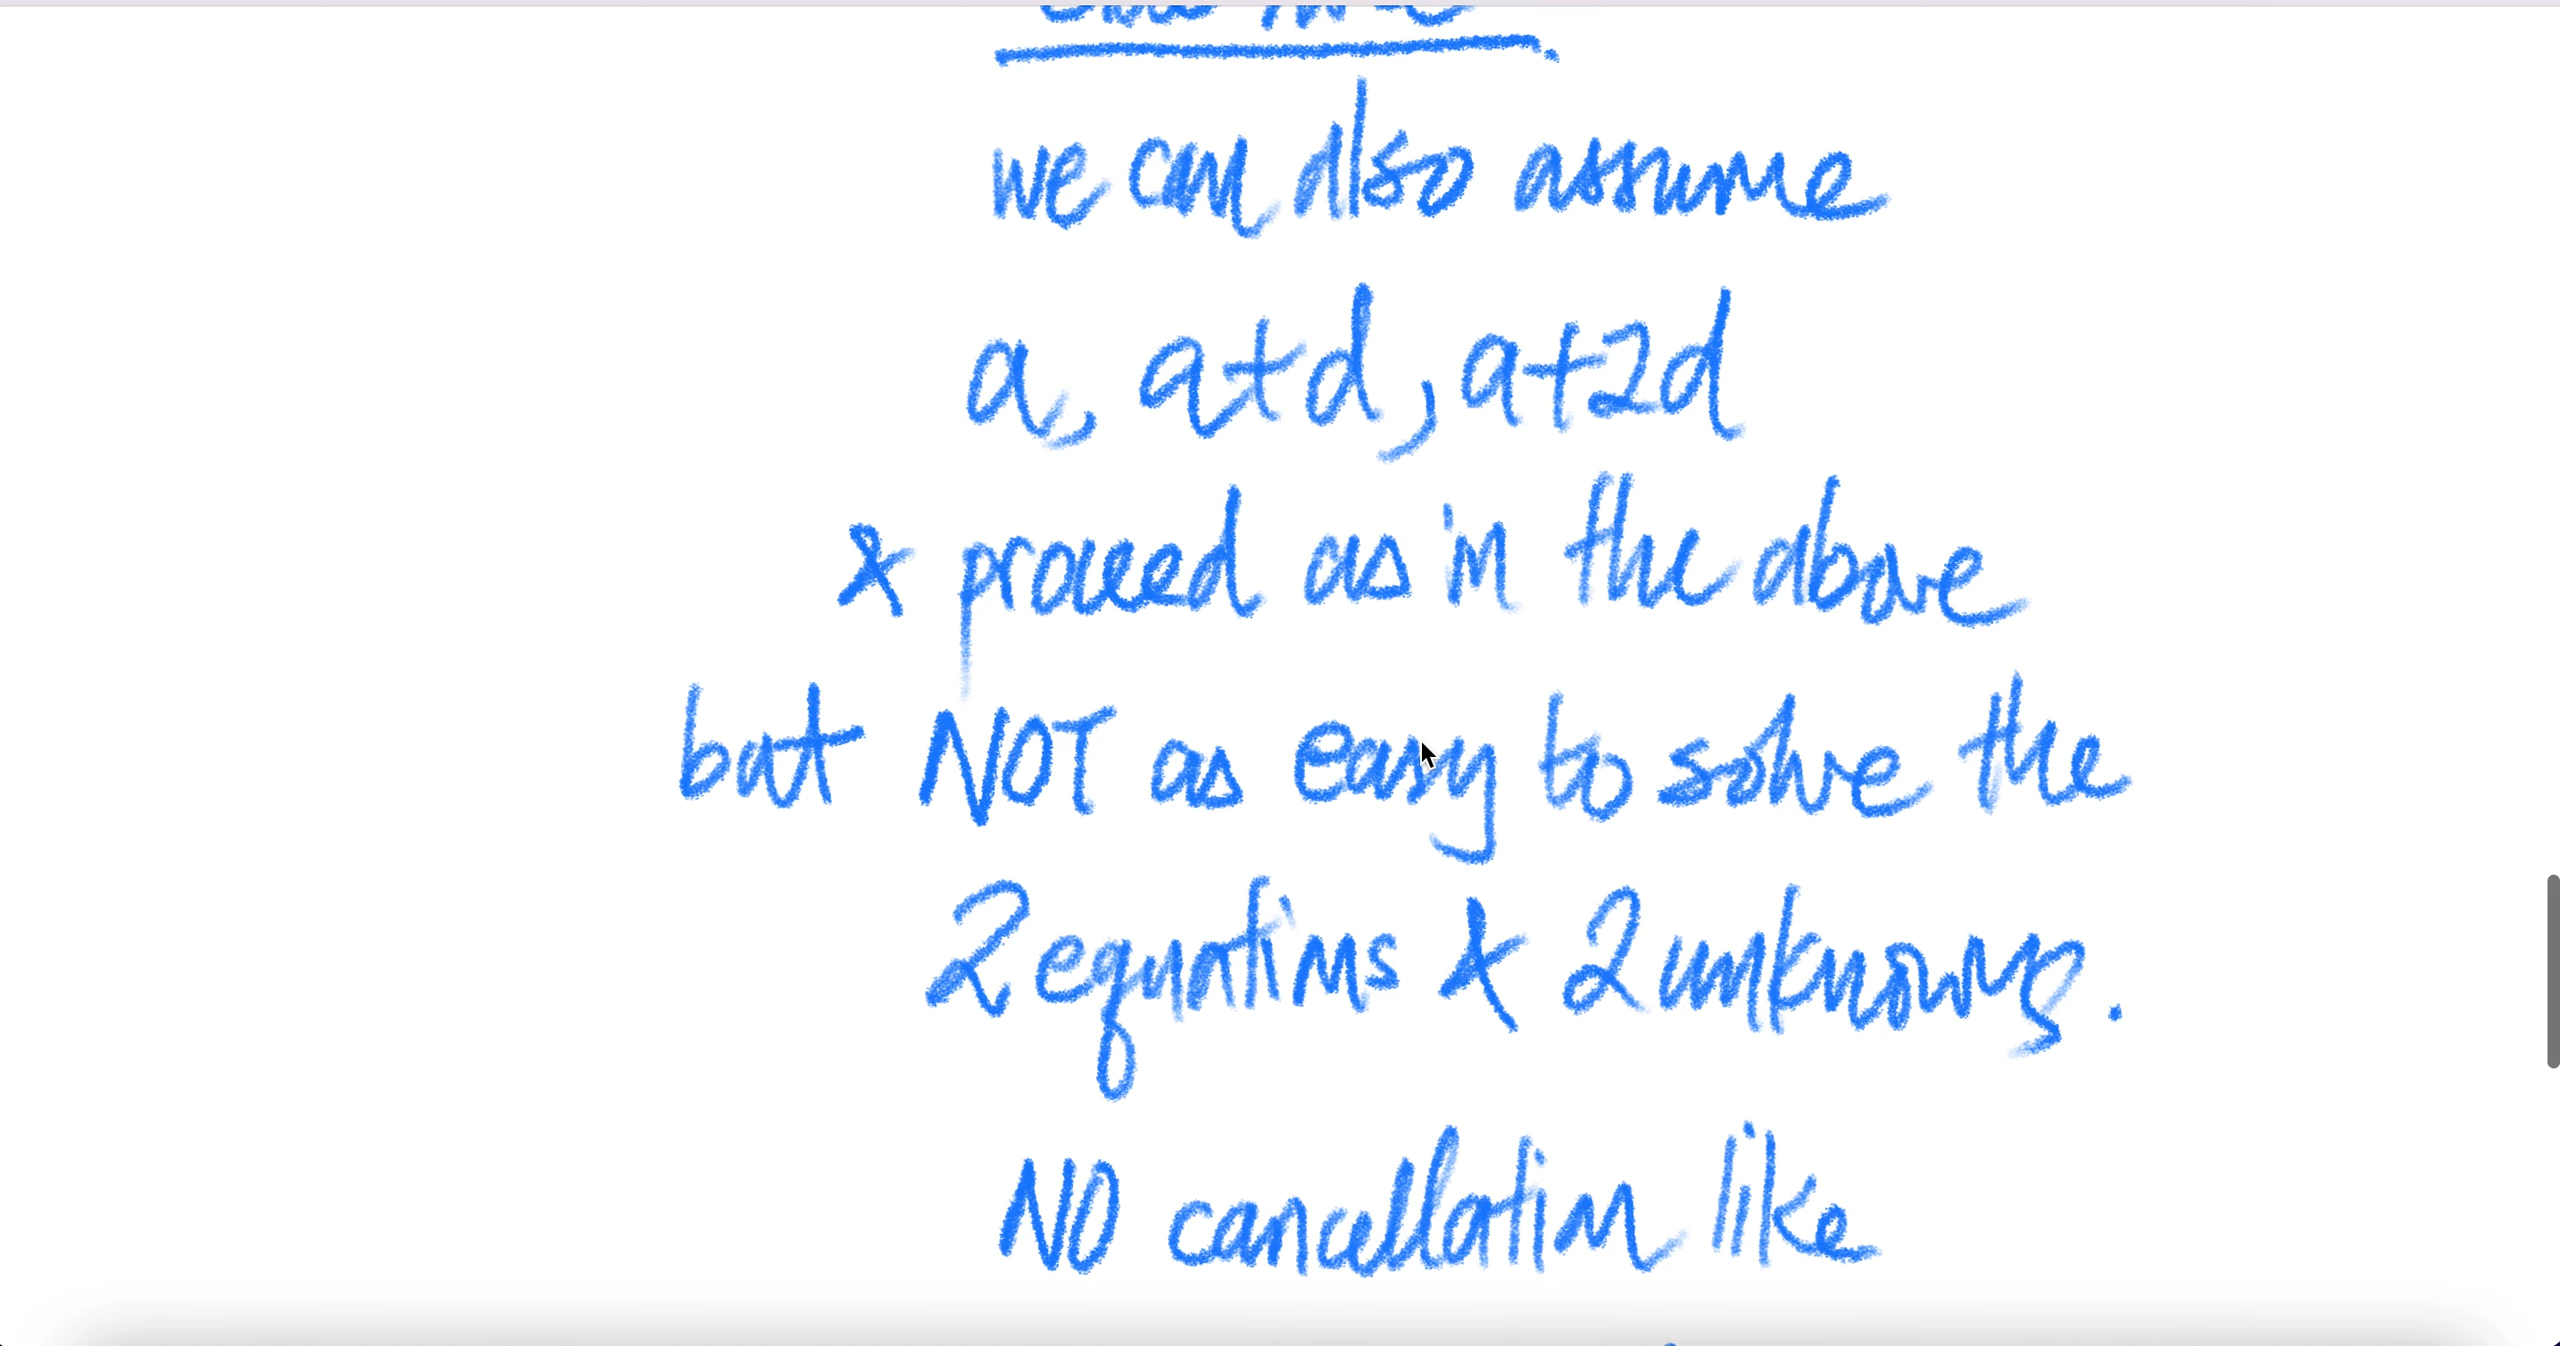 we can also assume
a, a+d, a+2d
& proceed as in the above
but NOT as easy to solve the
2 equations & 2 unknowns.
NO cancellation like